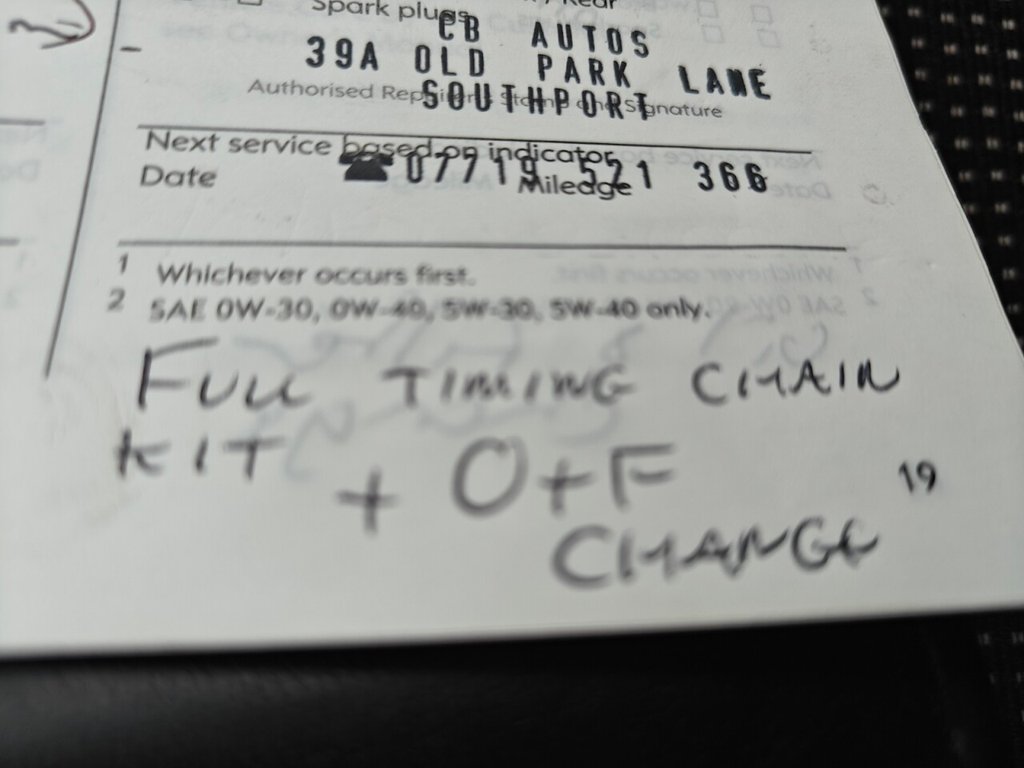 Spark plugs Rear
CB AUTOS
39A OLD PARK LANE
SOUTHPORT
Authorised Repairer Stamp and Signature
Next service based on indicator
07719 521 366
Date Mileage
1 Whichever occurs first.
2 SAE 0W-30, 0W-40, 5W-30, 5W-40 only.
FULL TIMING CHAIN
KIT + O+F
CHANGE
19